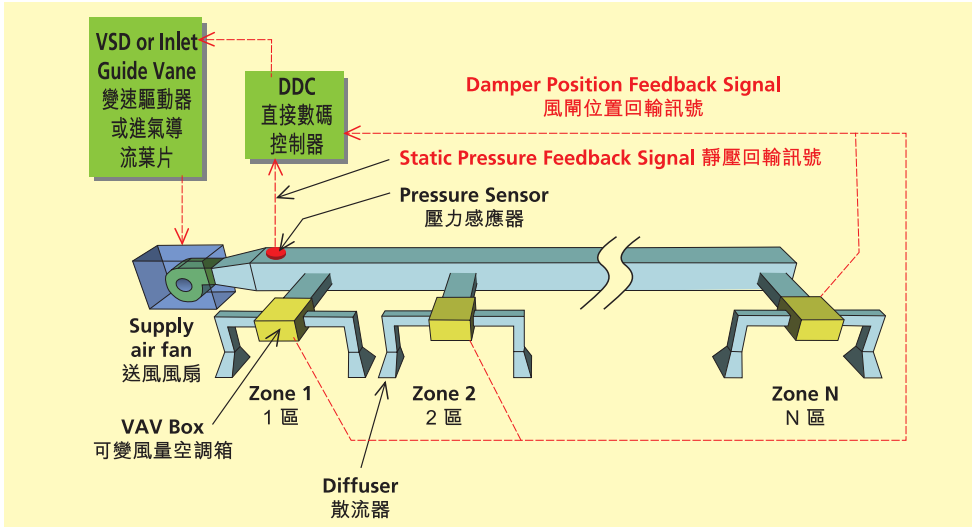 VSD or Inlet
Guide Vane
變速驅動器
或進氣導
流葉片
DDC
直接數碼
控制器
Damper Position Feedback Signal
風閘位置回輸訊號
Static Pressure Feedback Signal 靜壓回輸訊號
Pressure Sensor
壓力感應器
Supply
air fan
送風風扇
VAV Box
可變風量空調箱
Zone 1
1 區
Zone 2
2 區
Zone N
N 區
Diffuser
散流器